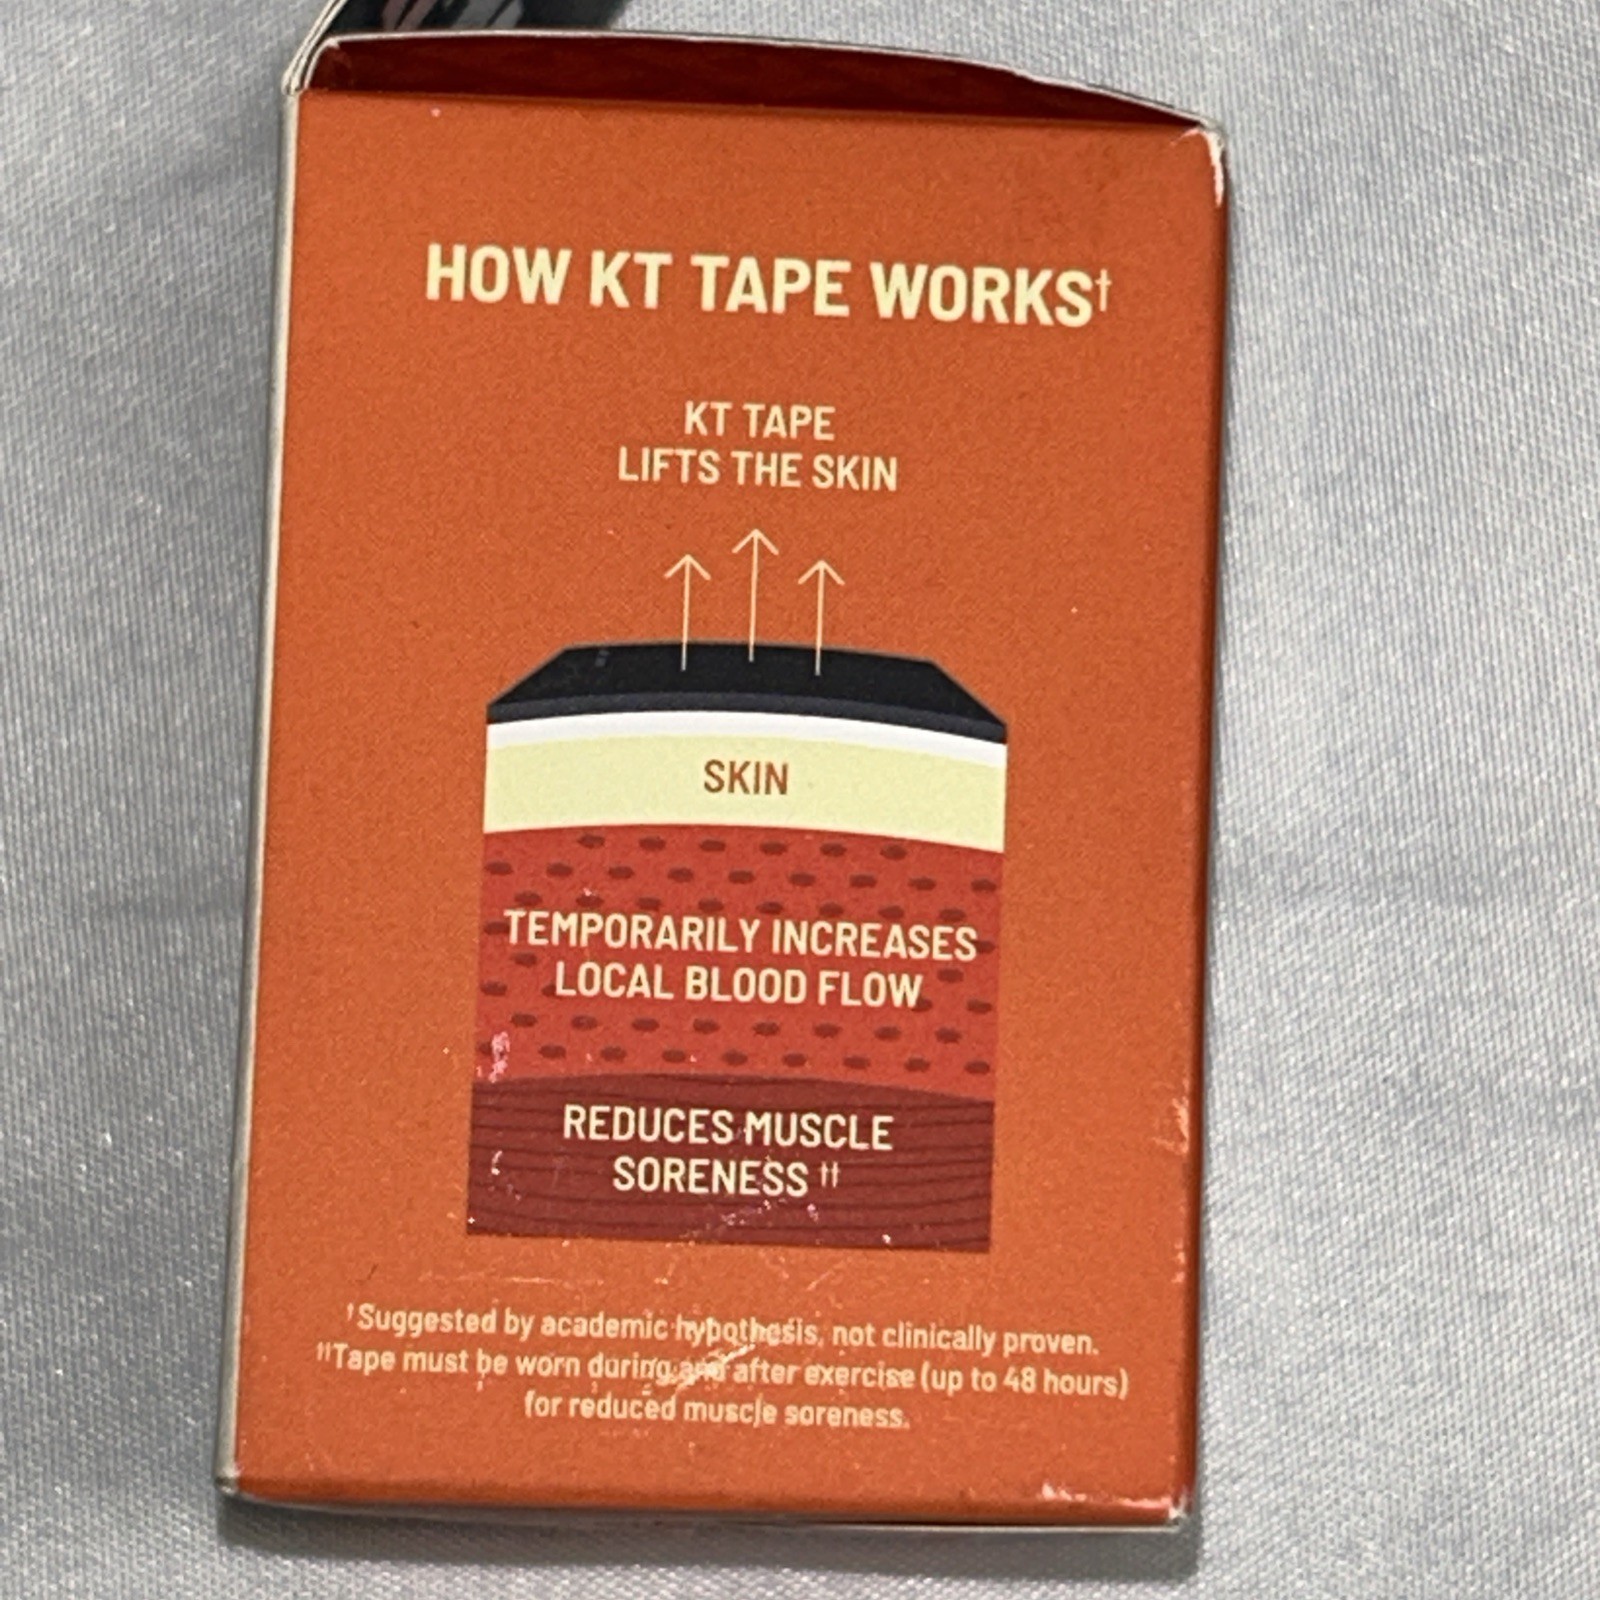 HOW KT TAPE WORKS†
KT TAPE
LIFTS THE SKIN
SKIN
TEMPORARILY INCREASES
LOCAL BLOOD FLOW
REDUCES MUSCLE
SORENESS ††
†Suggested by academic hypothesis, not clinically proven.
††Tape must be worn during and after exercise (up to 48 hours)
for reduced muscle soreness.